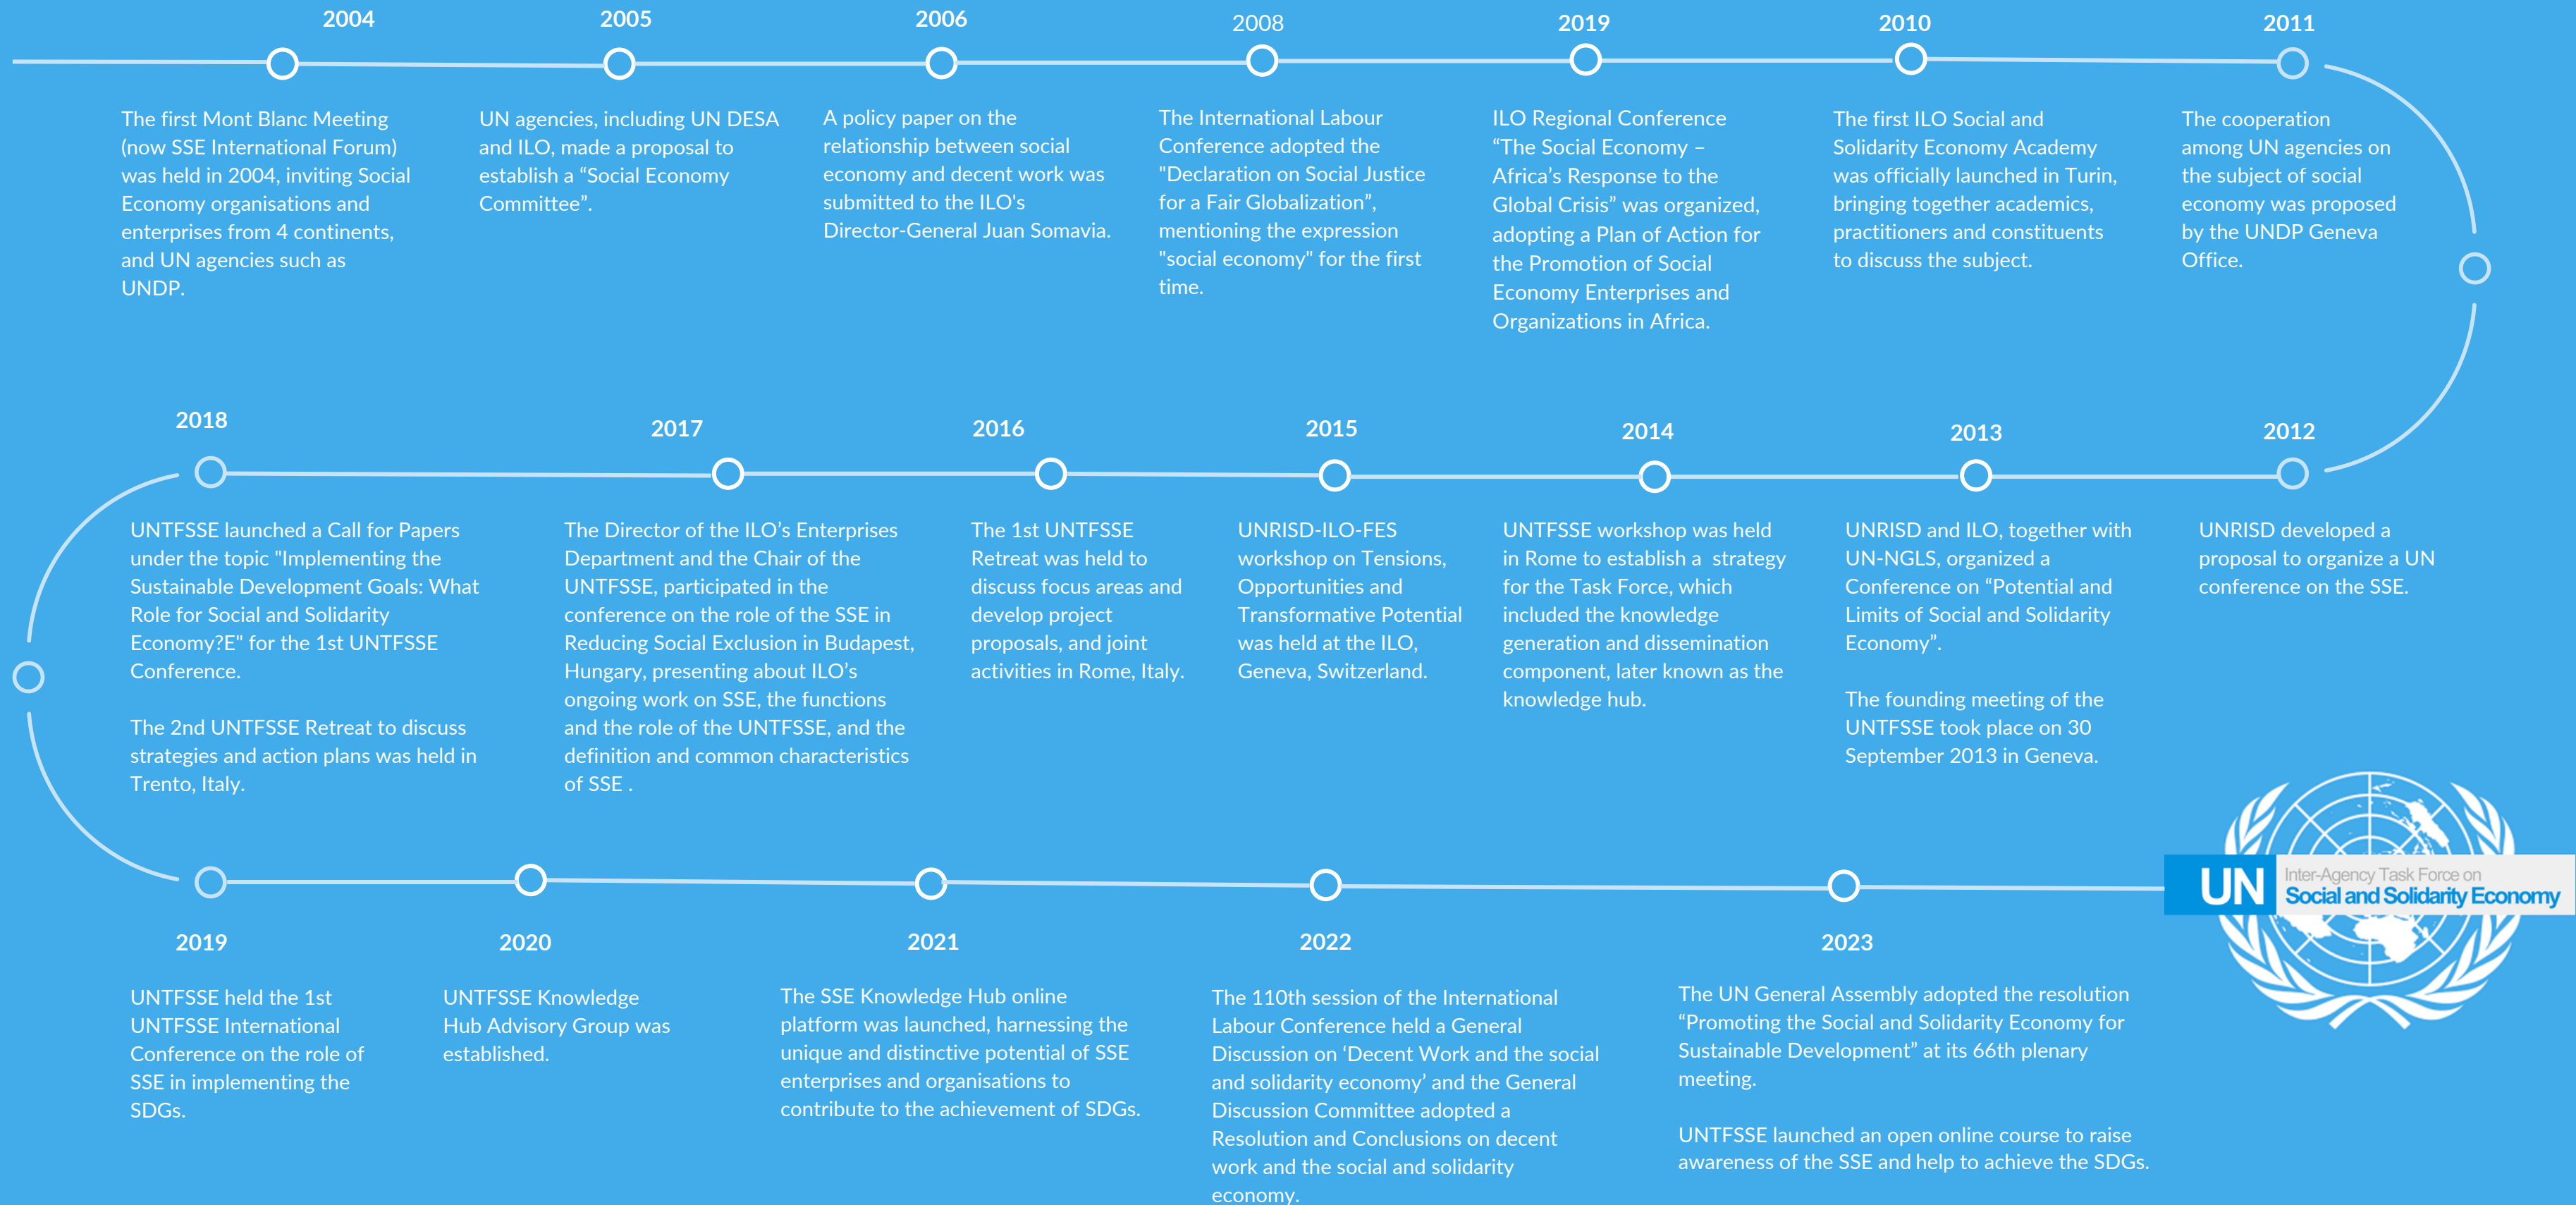 2004
The first Mont Blanc Meeting
(now SSE International Forum)
was held in 2004, inviting Social
Economy organisations and
enterprises from 4 continents,
and UN agencies such as
UNDP.
2005
UN agencies, including UN DESA
and ILO, made a proposal to
establish a “Social Economy
Committee”.
2006
A policy paper on the
relationship between social
economy and decent work was
submitted to the ILO's
Director-General Juan Somavia.
2008
The International Labour
Conference adopted the
"Declaration on Social Justice
for a Fair Globalization”,
mentioning the expression
"social economy" for the first
time.
2019
ILO Regional Conference
“The Social Economy –
Africa’s Response to the
Global Crisis” was organized,
adopting a Plan of Action for
the Promotion of Social
Economy Enterprises and
Organizations in Africa.
2010
The first ILO Social and
Solidarity Economy Academy
was officially launched in Turin,
bringing together academics,
practitioners and constituents
to discuss the subject.
2011
The cooperation
among UN agencies on
the subject of social
economy was proposed
by the UNDP Geneva
Office.
2012
UNRISD developed a
proposal to organize a UN
conference on the SSE.
2013
UNRISD and ILO, together with
UN-NGLS, organized a
Conference on “Potential and
Limits of Social and Solidarity
Economy”.
The founding meeting of the
UNTFSSE took place on 30
September 2013 in Geneva.
2014
UNTFSSE workshop was held
in Rome to establish a strategy
for the Task Force, which
included the knowledge
generation and dissemination
component, later known as the
knowledge hub.
2015
UNRISD-ILO-FES
workshop on Tensions,
Opportunities and
Transformative Potential
was held at the ILO,
Geneva, Switzerland.
2016
The 1st UNTFSSE
Retreat was held to
discuss focus areas and
develop project
proposals, and joint
activities in Rome, Italy.
2017
The Director of the ILO’s Enterprises
Department and the Chair of the
UNTFSSE, participated in the
conference on the role of the SSE in
Reducing Social Exclusion in Budapest,
Hungary, presenting about ILO’s
ongoing work on SSE, the functions
and the role of the UNTFSSE, and the
definition and common characteristics
of SSE .
2018
UNTFSSE launched a Call for Papers
under the topic "Implementing the
Sustainable Development Goals: What
Role for Social and Solidarity
Economy?E" for the 1st UNTFSSE
Conference.
The 2nd UNTFSSE Retreat to discuss
strategies and action plans was held in
Trento, Italy.
2019
UNTFSSE held the 1st
UNTFSSE International
Conference on the role of
SSE in implementing the
SDGs.
2020
UNTFSSE Knowledge
Hub Advisory Group was
established.
2021
The SSE Knowledge Hub online
platform was launched, harnessing the
unique and distinctive potential of SSE
enterprises and organisations to
contribute to the achievement of SDGs.
2022
The 110th session of the International
Labour Conference held a General
Discussion on ‘Decent Work and the social
and solidarity economy’ and the General
Discussion Committee adopted a
Resolution and Conclusions on decent
work and the social and solidarity
economy.
2023
The UN General Assembly adopted the resolution
“Promoting the Social and Solidarity Economy for
Sustainable Development” at its 66th plenary
meeting.
UNTFSSE launched an open online course to raise
awareness of the SSE and help to achieve the SDGs.
UN
Inter-Agency Task Force on
Social and Solidarity Economy